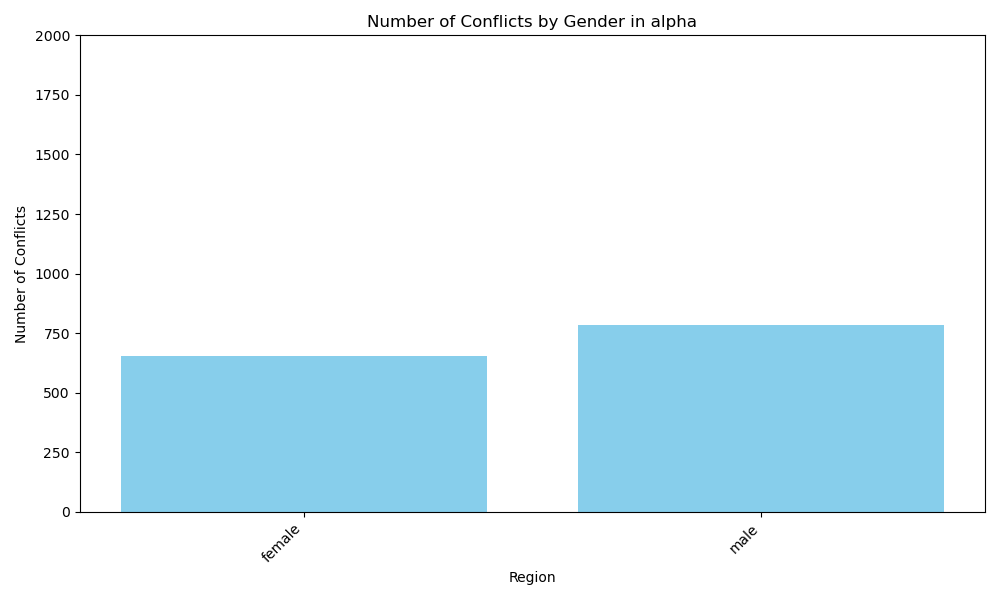 Number of Conflicts by Gender in alpha
Number of Conflicts
2000
1750
1500
1250
1000
750
500
250
0
female
male
Region